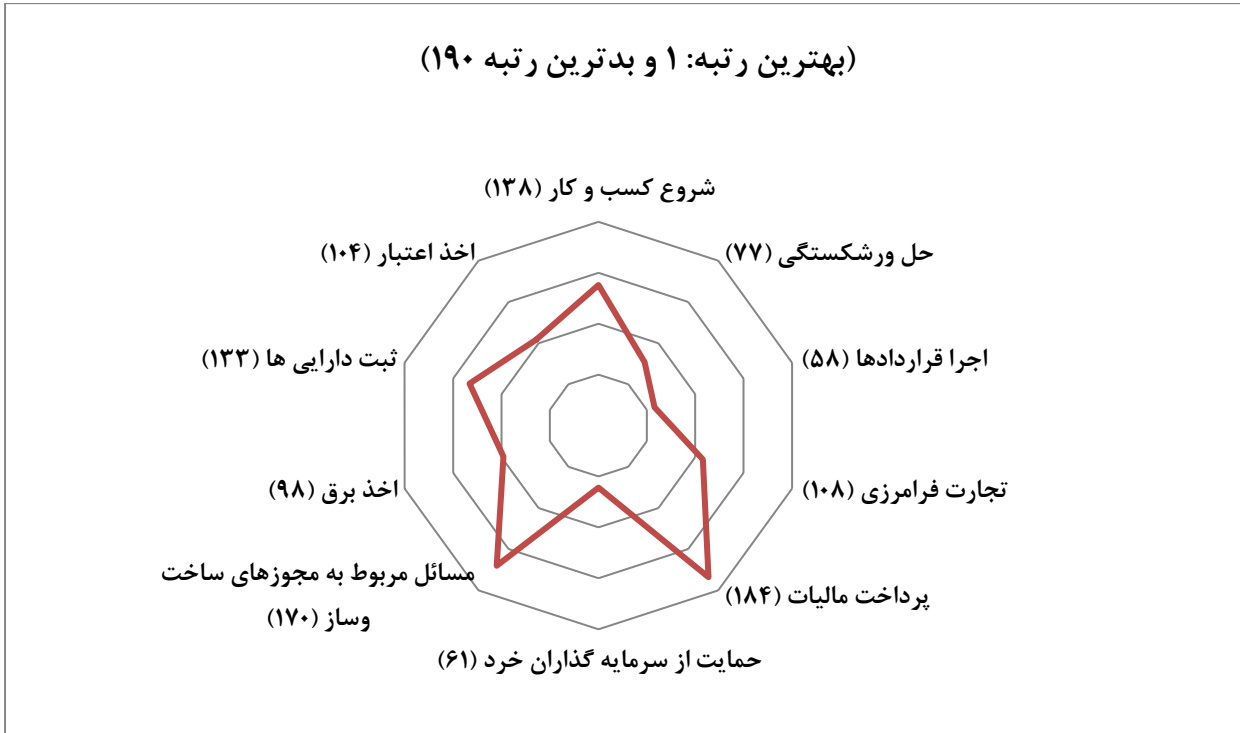 (بهترین رتبه: ۱ و بدترین رتبه ۱۹۰)
شروع کسب و کار (۱۳۸)
حل ورشکستگی (۷۷)
اخذ اعتبار (۱۰۴)
اجرا قراردادها (۵۸)
ثبت دارایی ها (۱۳۳)
تجارت فرامرزی (۱۰۸)
اخذ برق (۹۸)
پرداخت مالیات (۱۸۴)
مسائل مربوط به مجوزهای ساخت
وساز (۱۷۰)
حمایت از سرمایه گذاران خرد (۶۱)